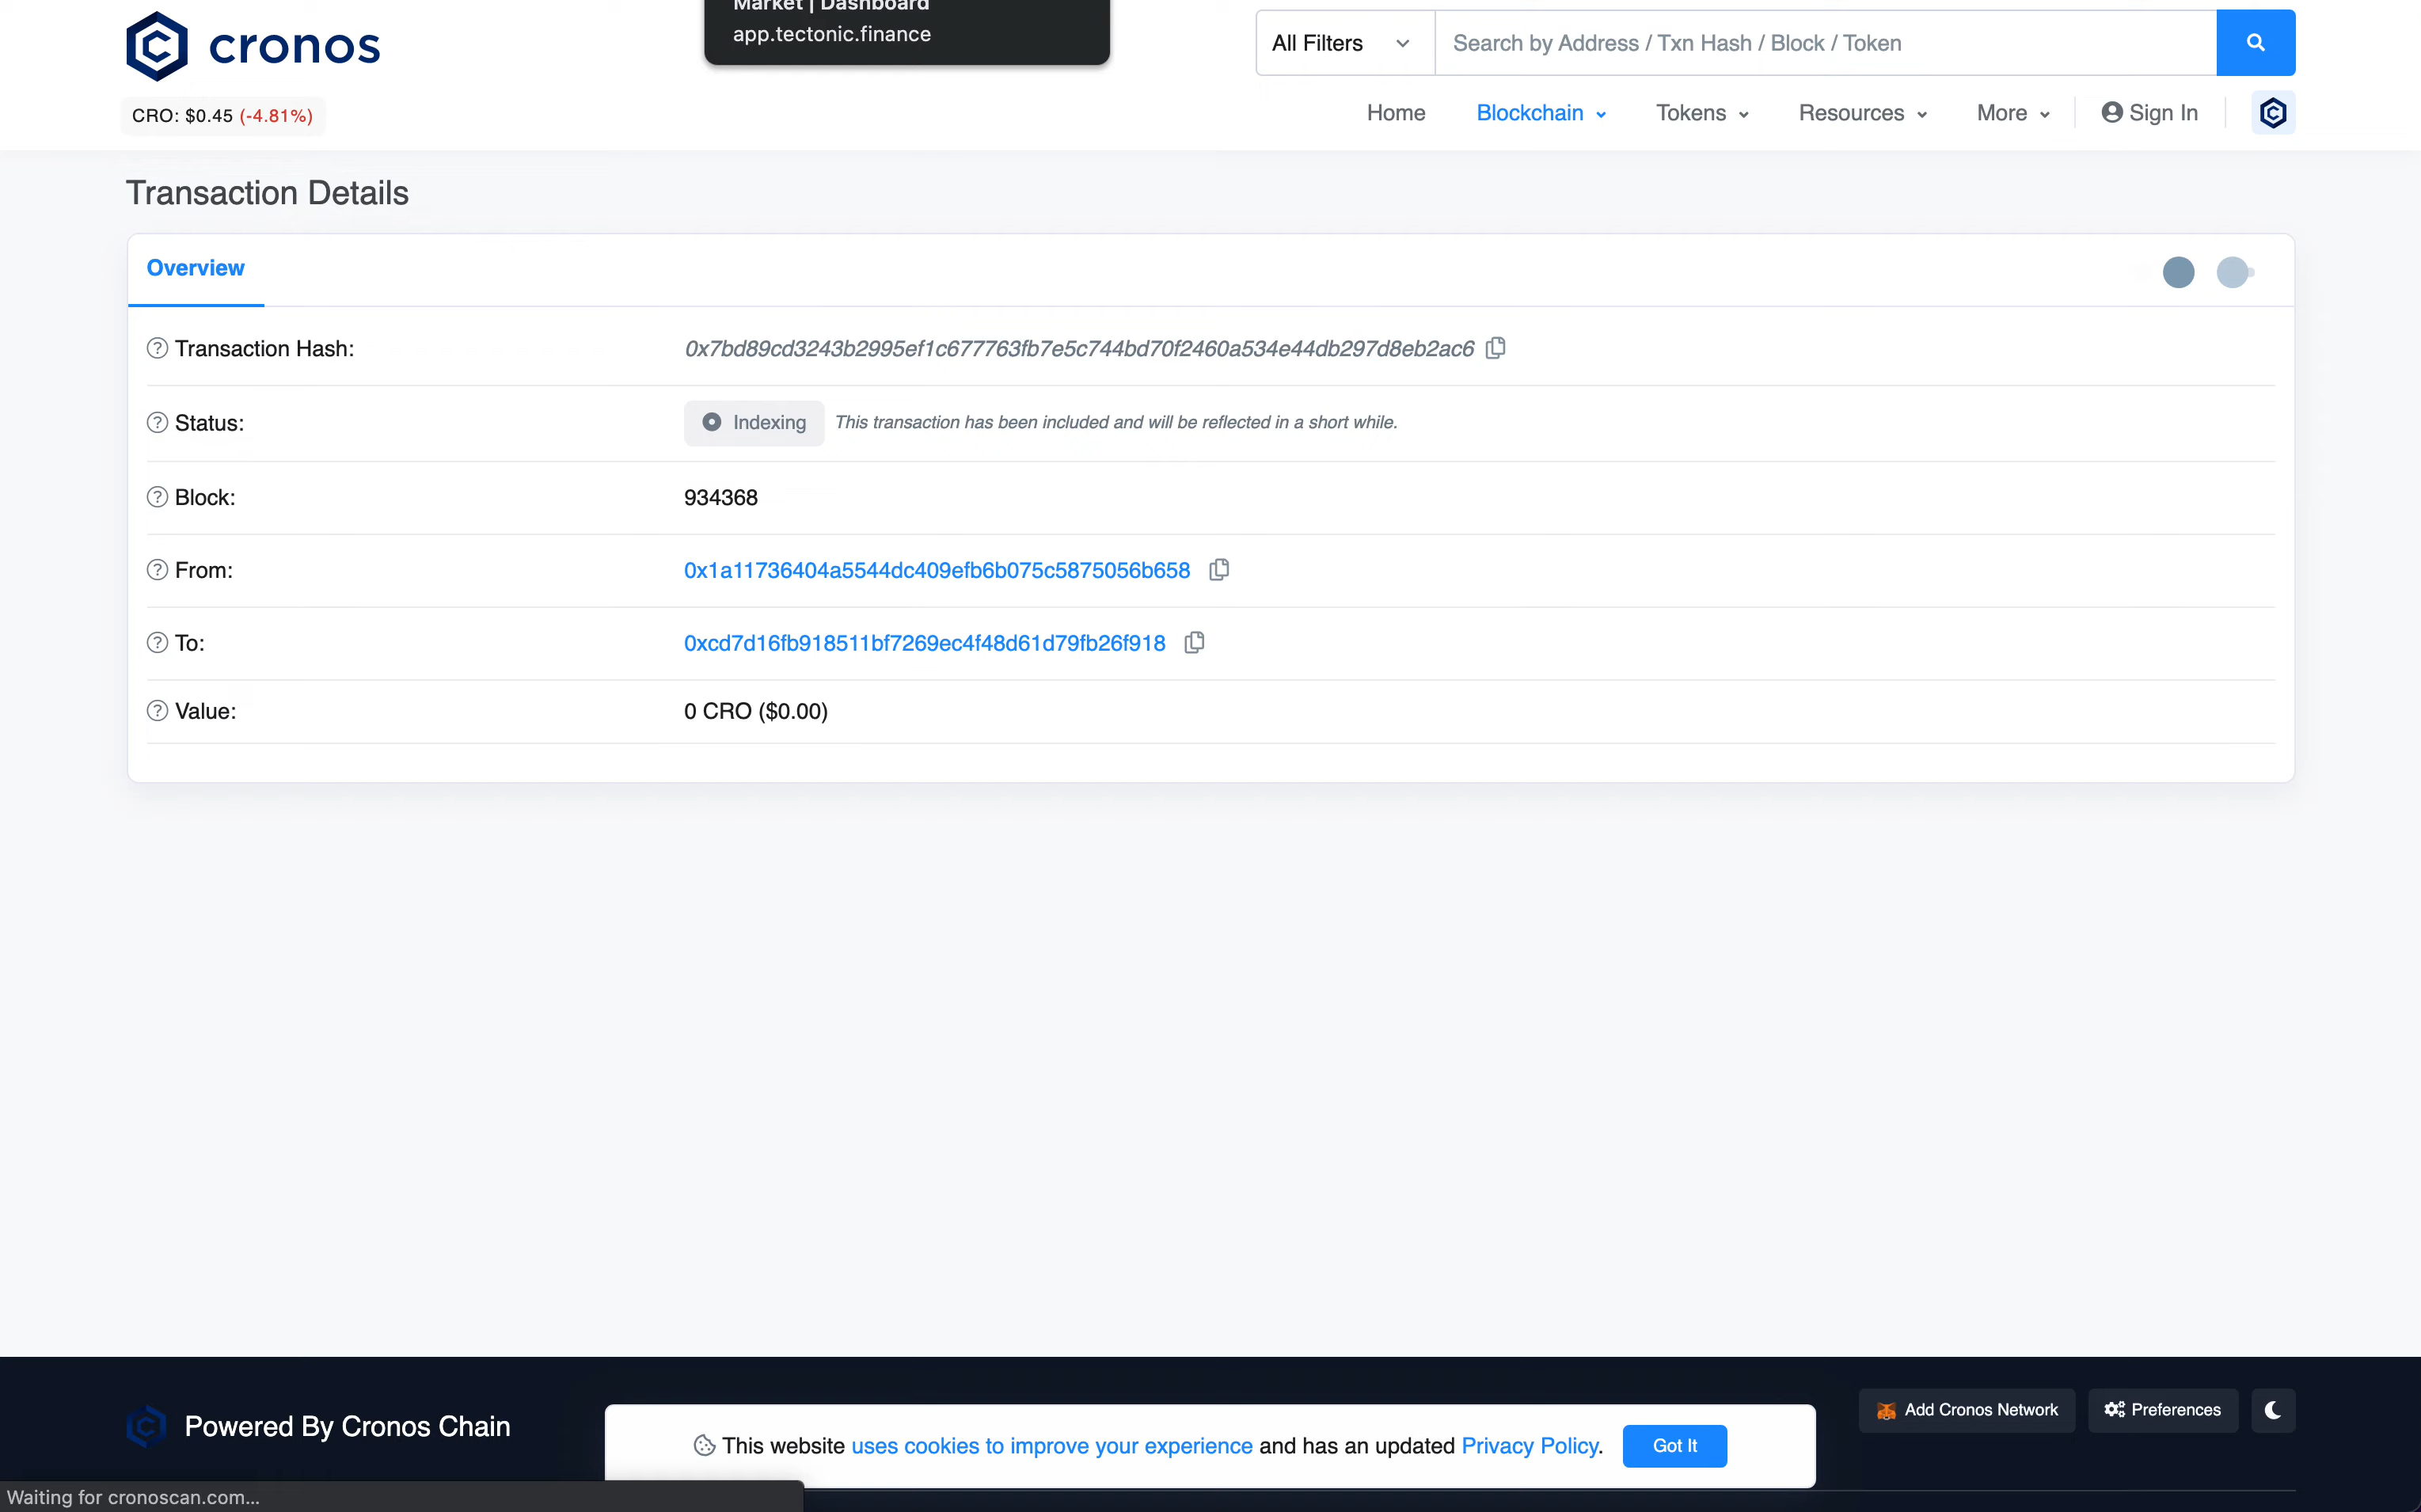 Market | Dashboard
app.tectonic.finance
cronos
All Filters
Search by Address / Txn Hash / Block / Token
CRO: $0.45 (-4.81%)
Home Blockchain Tokens Resources More Sign In
Transaction Details
Overview
Transaction Hash: 0x7bd89cd3243b2995ef1c677763fb7e5c744bd70f2460a534e44db297d8eb2ac6
Status: Indexing This transaction has been included and will be reflected in a short while.
Block: 934368
From: 0x1a11736404a5544dc409efb6b075c5875056b658
To: 0xcd7d16fb918511bf7269ec4f48d61d79fb26f918
Value: 0 CRO ($0.00)
Powered By Cronos Chain
Add Cronos Network Preferences
This website uses cookies to improve your experience and has an updated Privacy Policy. Got It
Waiting for cronoscan.com...